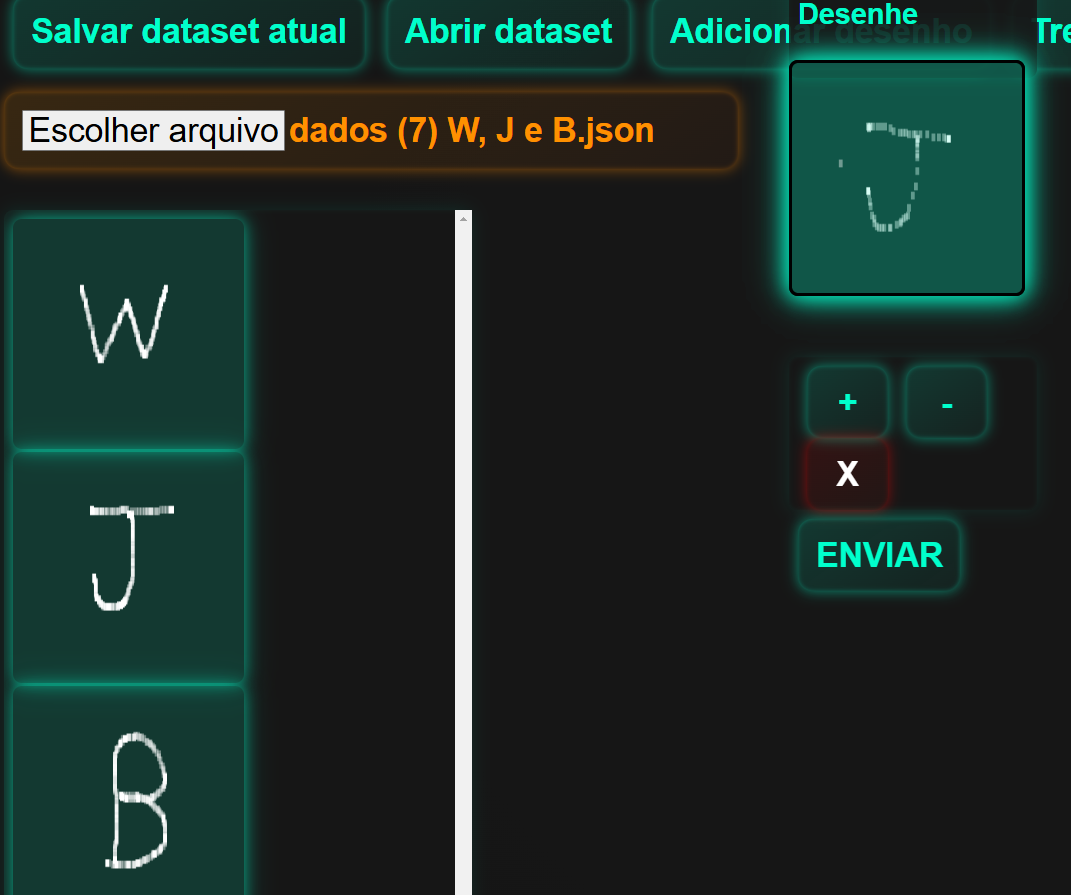 Salvar dataset atual Abrir dataset Adicionar desenho Tre
Desenhe
Escolher arquivo dados (7) W, J e B.json
J
W
+ -
X
J
ENVIAR
B